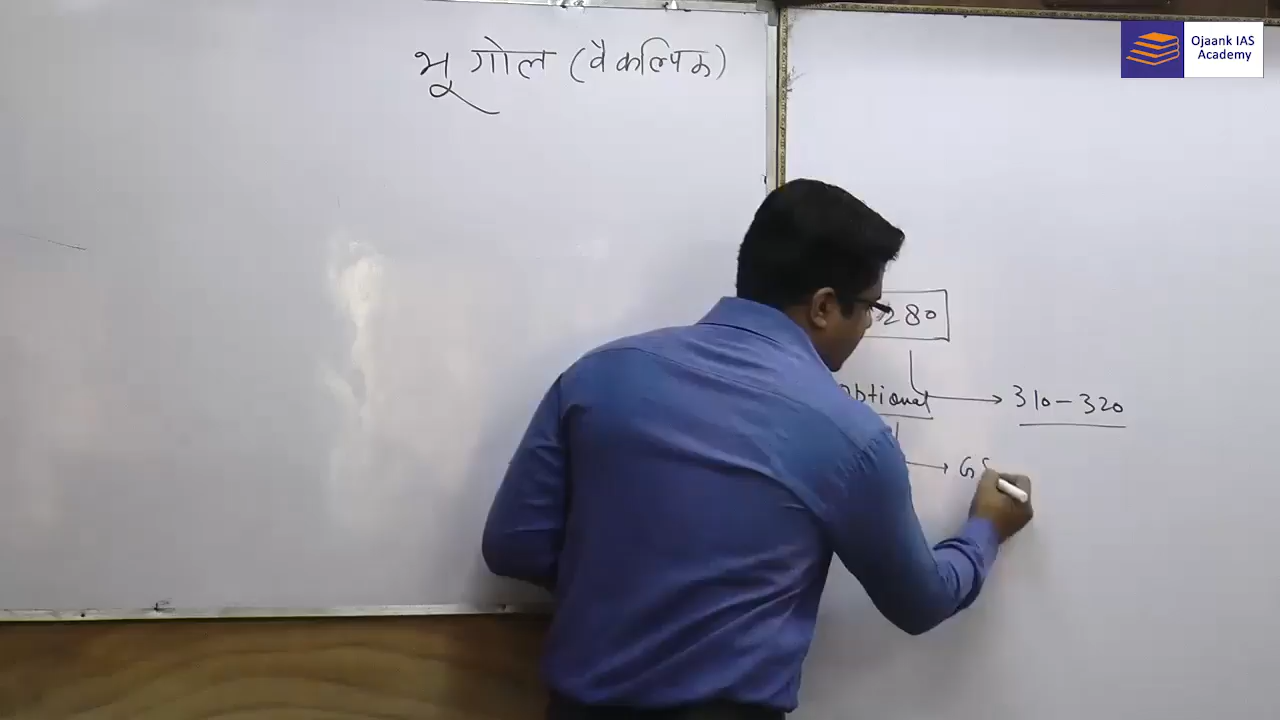 भूगोल (वैकल्पिक)
Ojaank IAS
Academy
280
optional → 310-320
→ GS